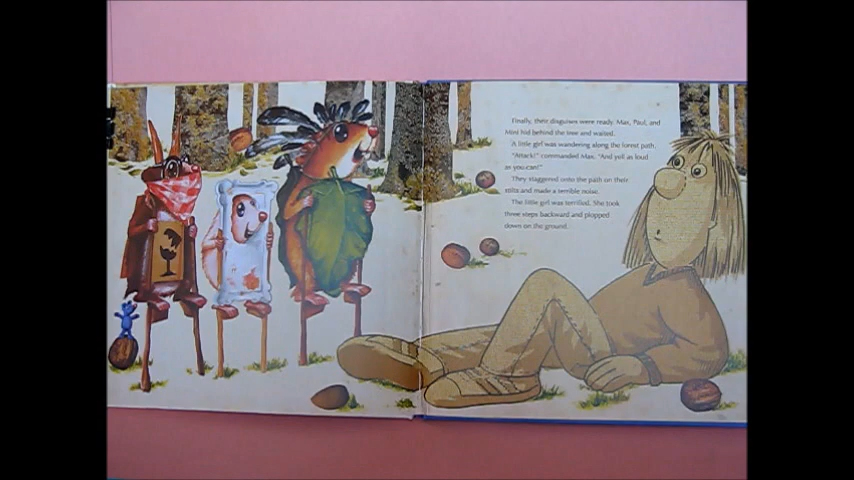 Finally, their disguises were ready. Max, Paul, and
Mini hid behind the tree and waited.
A little girl was wandering along the forest path.
"Attack!" commanded Max. "And yell as loud
as you can!"
They staggered onto the path on their
stilts and made a terrible noise.
The little girl was terrified. She took
three steps backward and plopped
down on the ground.